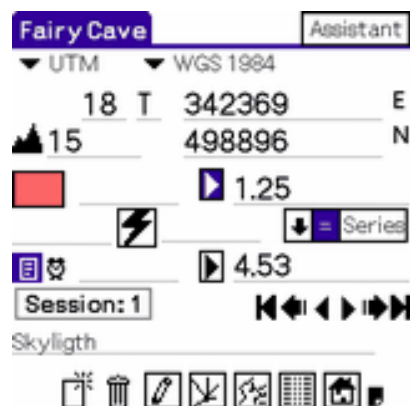 Fairy Cave Assistant
UTM WGS 1984
18 T 342369 E
15 498896 N
1.25
= Series
4.53
Session: 1
Skyligth